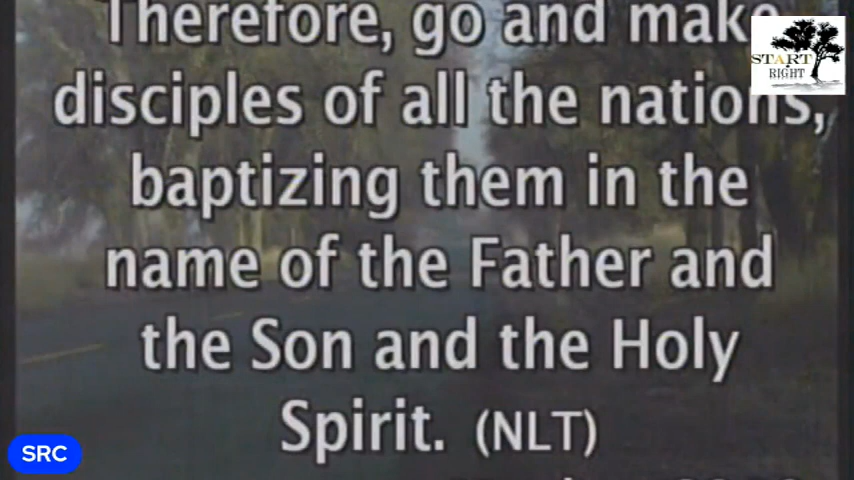 Therefore, go and make
disciples of all the nations,
baptizing them in the
name of the Father and
the Son and the Holy
Spirit. (NLT)
START
RIGHT
SRC